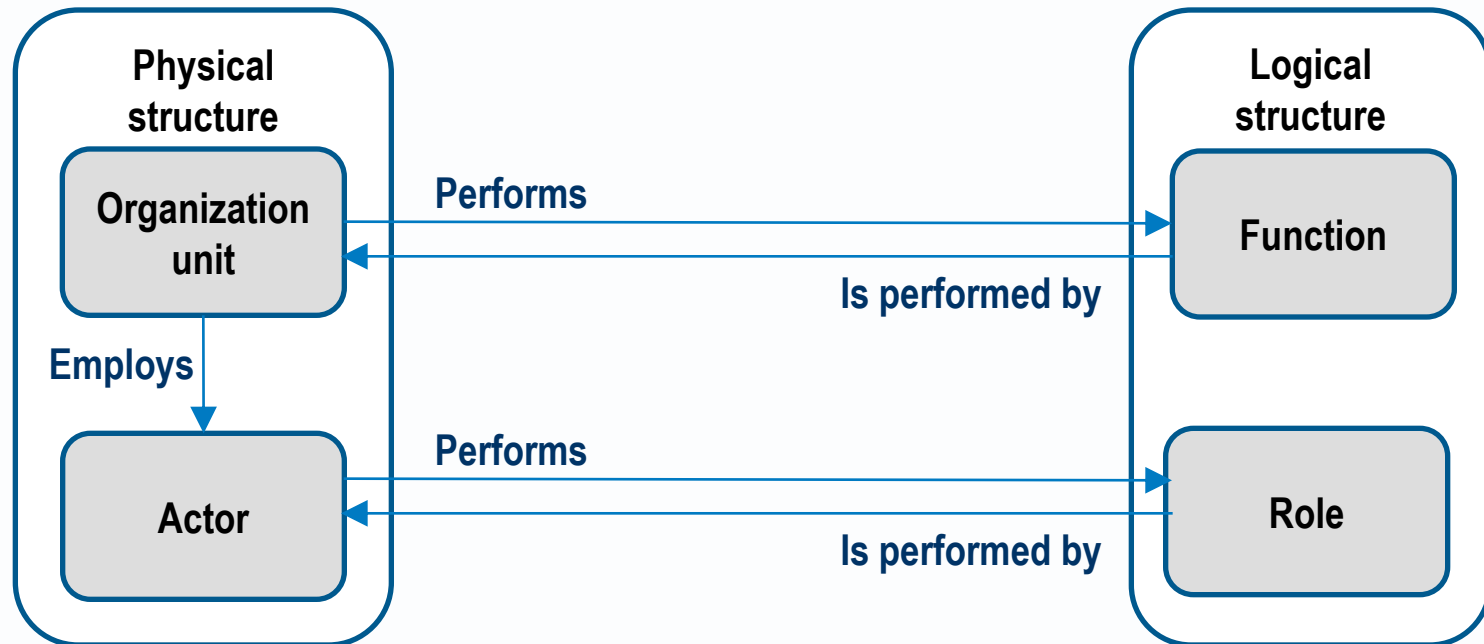 Physical
structure
Organization
unit
Employs
Actor
Performs
Is performed by
Performs
Is performed by
Logical
structure
Function
Role